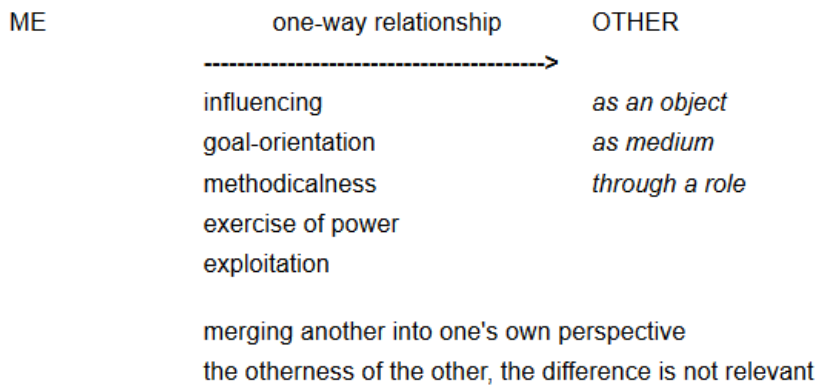 ME one-way relationship OTHER
----------------------------------------->
influencing as an object
goal-orientation as medium
methodicalness through a role
exercise of power
exploitation
merging another into one's own perspective
the otherness of the other, the difference is not relevant